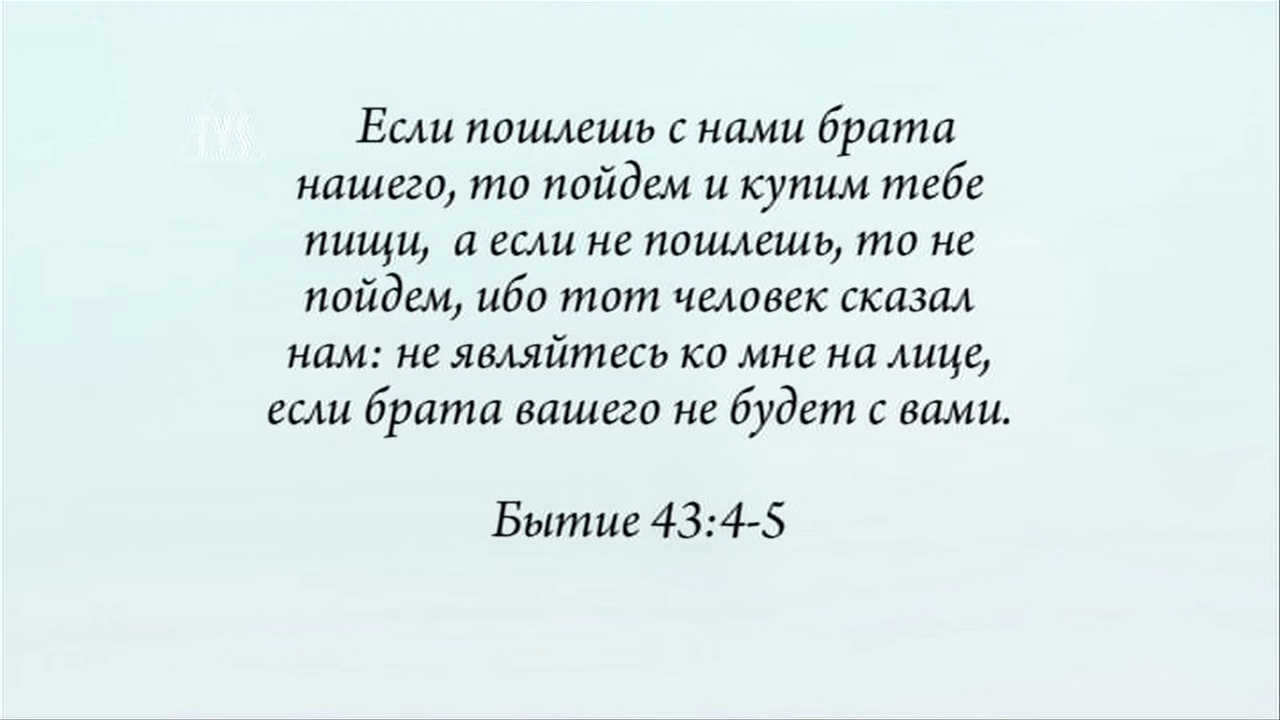 TVS
Если пошлешь с нами брата
нашего, то пойдем и купим тебе
пищи,  а если не пошлешь, то не
пойдем, ибо тот человек сказал
нам: не являйтесь ко мне на лице,
если брата вашего не будет с вами.
Бытие 43:4-5